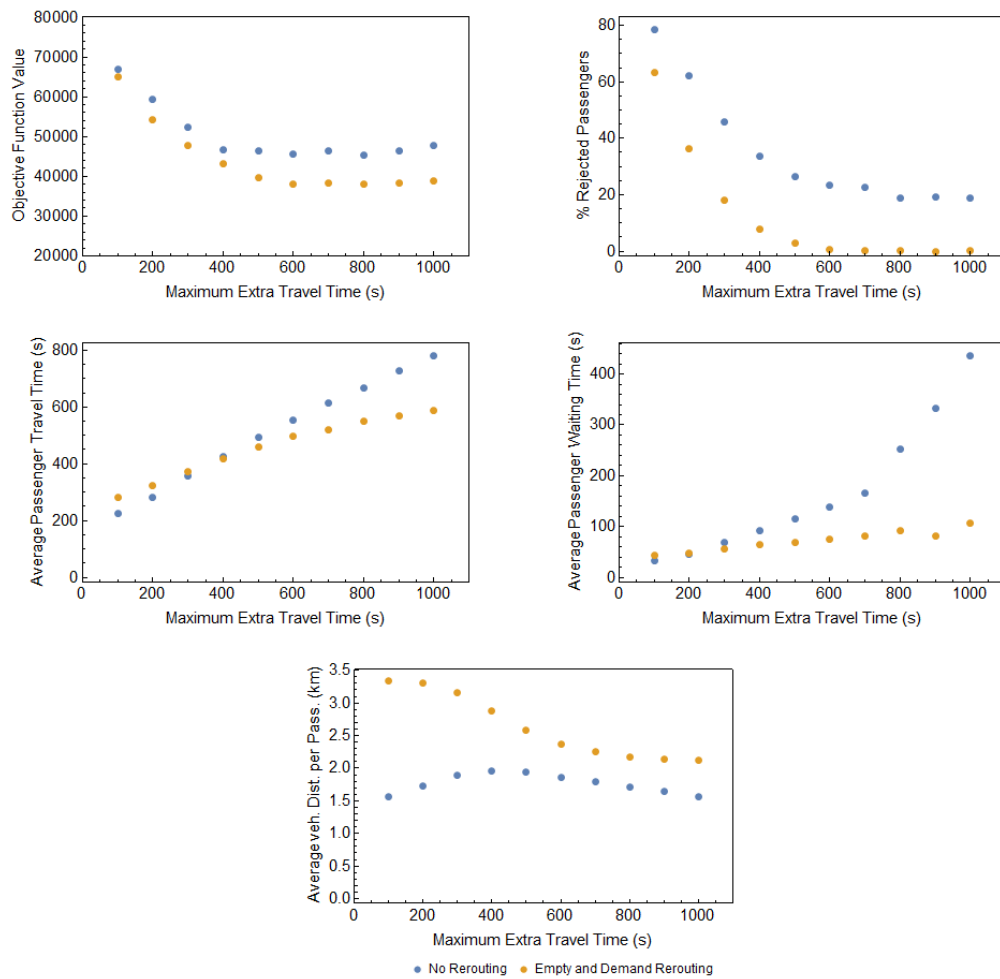 80000
70000
60000
50000
40000
30000
20000
0 200 400 600 800 1000
Objective Function Value
Maximum Extra Travel Time (s)
80
60
40
20
0
0 200 400 600 800 1000
% Rejected Passengers
Maximum Extra Travel Time (s)
800
600
400
200
0
0 200 400 600 800 1000
Average Passenger Travel Time (s)
Maximum Extra Travel Time (s)
400
300
200
100
0
0 200 400 600 800 1000
Average Passenger Waiting Time (s)
Maximum Extra Travel Time (s)
3.5
3.0
2.5
2.0
1.5
1.0
0.5
0.0
0 200 400 600 800 1000
Average veh. Dist. per Pass. (km)
Maximum Extra Travel Time (s)
No Rerouting Empty and Demand Rerouting